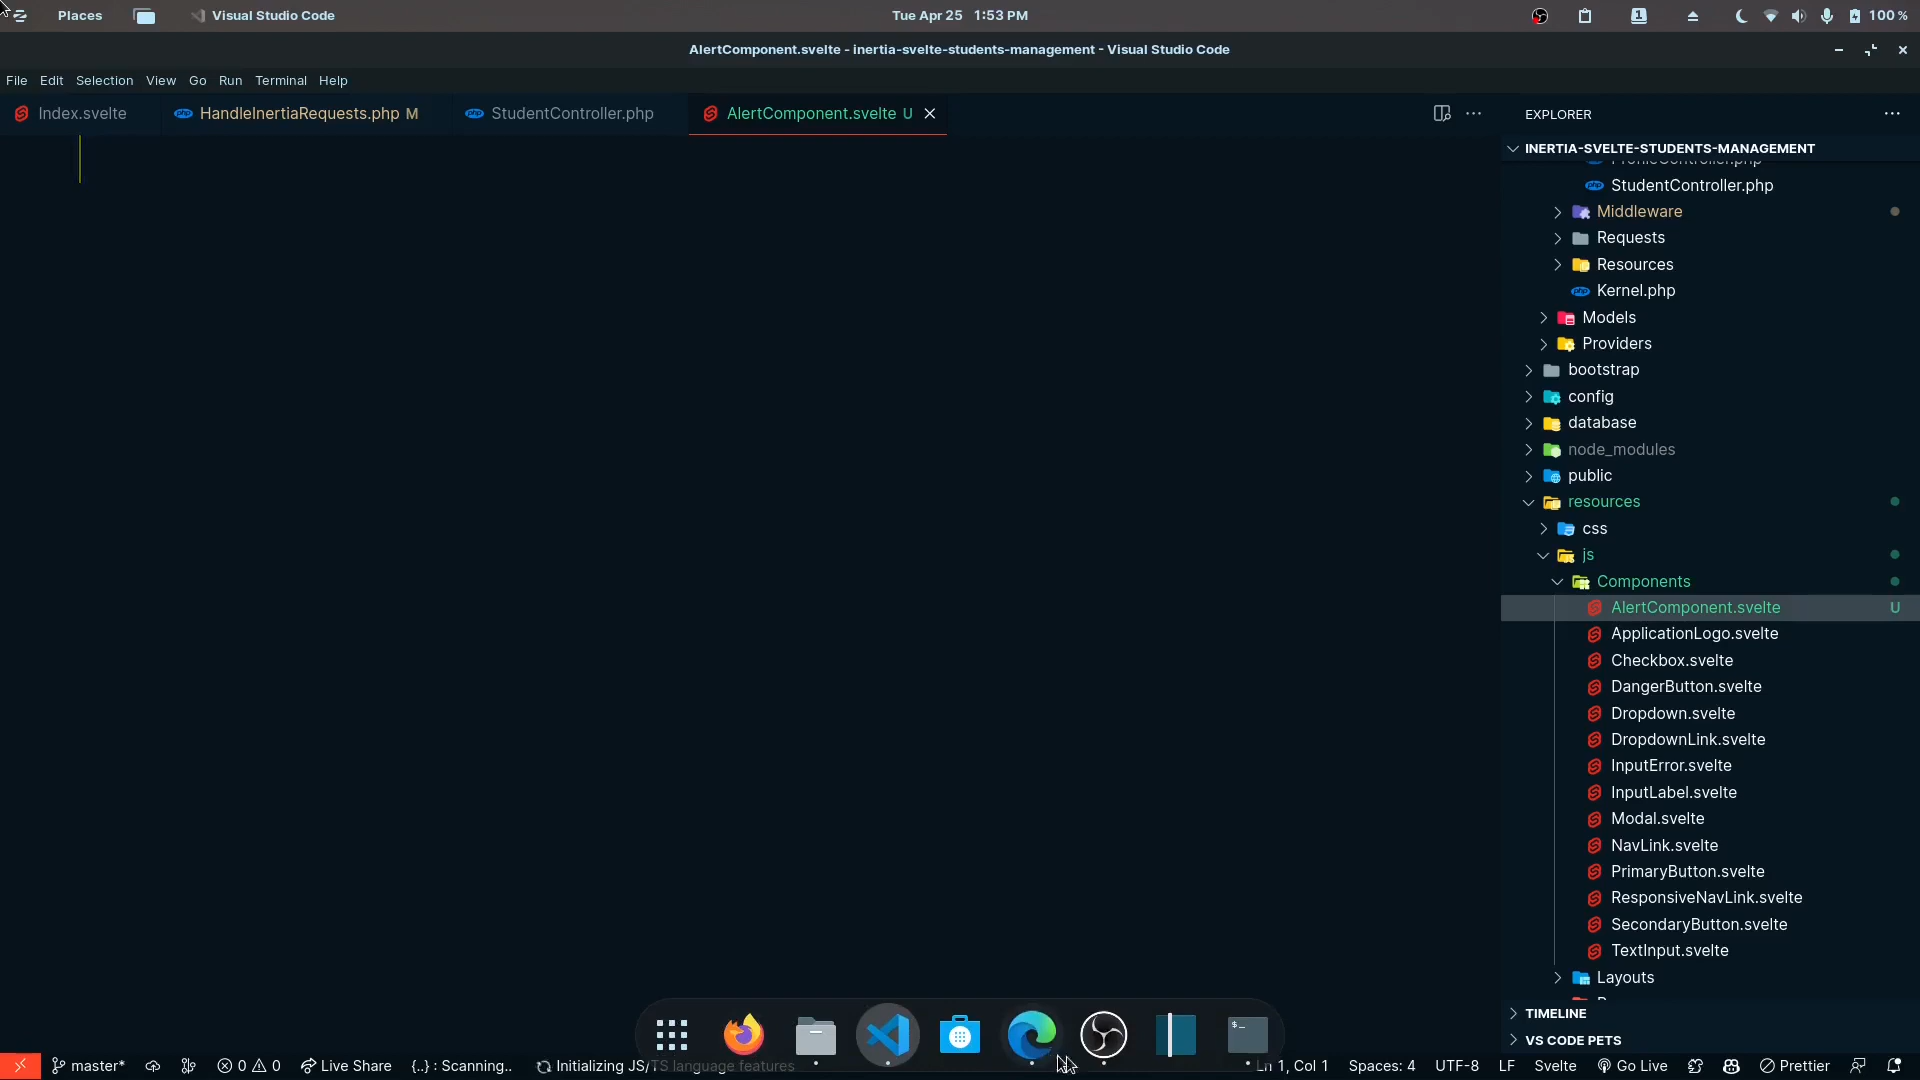 Places
Visual Studio Code
Tue Apr 25 1:53 PM
1
100 %
AlertComponent.svelte - inertia-svelte-students-management - Visual Studio Code
File Edit Selection View Go Run Terminal Help
Index.svelte
HandleInertiaRequests.php M
StudentController.php
AlertComponent.svelte U
EXPLORER
INERTIA-SVELTE-STUDENTS-MANAGEMENT
ProfileController.php
StudentController.php
Middleware
Requests
Resources
Kernel.php
Models
Providers
bootstrap
config
database
node_modules
public
resources
css
js
Components
AlertComponent.svelte U
ApplicationLogo.svelte
Checkbox.svelte
DangerButton.svelte
Dropdown.svelte
DropdownLink.svelte
InputError.svelte
InputLabel.svelte
Modal.svelte
NavLink.svelte
PrimaryButton.svelte
ResponsiveNavLink.svelte
SecondaryButton.svelte
TextInput.svelte
Layouts
TIMELINE
VS CODE PETS
master*
0
0
Live Share
{..} : Scanning..
Initializing JS/TS language features
Ln 1, Col 1
Spaces: 4
UTF-8
LF
Svelte
Go Live
Prettier